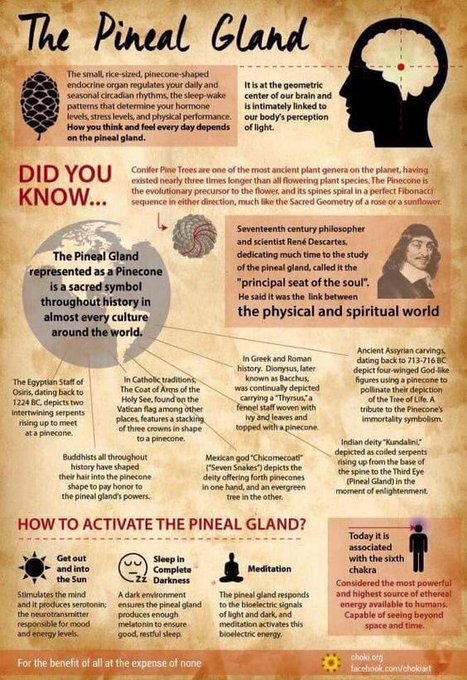 The Pineal Gland
The small, rice-sized, pinecone-shaped
endocrine organ regulates your daily and
seasonal circadian rhythms, the sleep-wake
patterns that determine your hormone
levels, stress levels, and physical performance.
How you think and feel every day depends
on the pineal gland.
It is at the geometric
center of our brain and
is intimately linked to
our body's perception
of light.
DID YOU
KNOW...
Conifer Pine Trees are one of the most ancient plant genera on the planet, having
existed nearly three times longer than all flowering plant species. The Pinecone is
the evolutionary precursor to the flower, and its spines spiral in a perfect Fibonacci
sequence in either direction, much like the Sacred Geometry of a rose or a sunflower.
Seventeenth century philosopher
and scientist René Descartes,
dedicating much time to the study
of the pineal gland, called it the
"principal seat of the soul".
He said it was the link between
the physical and spiritual world
The Pineal Gland
represented as a Pinecone
is a sacred symbol
throughout history in
almost every culture
around the world.
The Egyptian Staff of
Osiris, dating back to
1224 BC, depicts two
intertwining serpents
rising up to meet
at a pinecone.
In Catholic traditions;
The Coat of Arms of the
Holy See, found on the
Vatican flag among other
places, features a stacking
of three crowns in shape
to a pinecone.
In Greek and Roman
history. Dionysus, later
known as Bacchus,
was continually depicted
carrying a "Thyrsus," a
fennel staff woven with
ivy and leaves and
topped with a pinecone.
Ancient Assyrian carvings,
dating back to 713-716 BC
depict four-winged God-like
figures using a pinecone to
pollinate their depiction
of the Tree of Life. A
tribute to the Pinecone's
immortality symbolism.
Buddhists all throughout
history have shaped
their hair into the pinecone
shape to pay honor to
the pineal gland's powers.
Mexican god "Chicomecoatl"
("Seven Snakes") depicts the
deity offering forth pinecones
in one hand, and an evergreen
tree in the other.
Indian deity "Kundalini,"
depicted as coiled serpents
rising up from the base of
the spine to the Third Eye
(Pineal Gland) in the
moment of enlightenment.
HOW TO ACTIVATE THE PINEAL GLAND?
Get out
and into
the Sun
Stimulates the mind
and it produces serotonin;
the neurotransmitter
responsible for mood
and energy levels.
Zz
Sleep in
Complete
Darkness
A dark environment
ensures the pineal gland
produces enough
melatonin to ensure
good, restful sleep.
Meditation
The pineal gland responds
to the bioelectric signals
of light and dark, and
meditation activates this
bioelectric energy.
Today it is
associated
with the sixth
chakra
Considered the most powerful
and highest source of ethereal
energy available to humans.
Capable of seeing beyond
space and time.
For the benefit of all at the expense of none
choki.org
facebook.com/chokiart